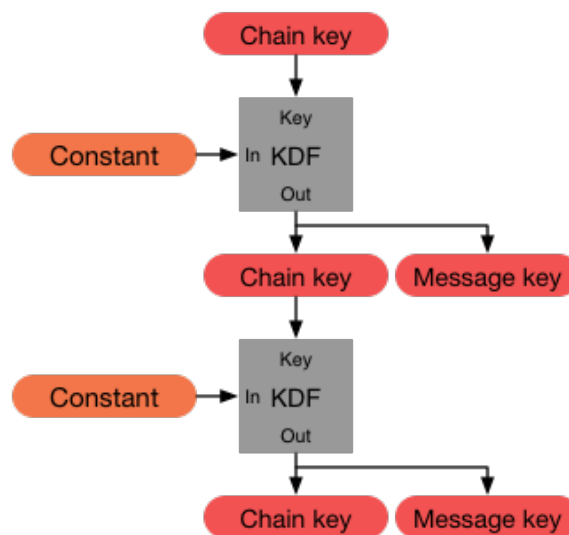 Chain key
Key
Constant
In KDF
Out
Chain key Message key
Key
Constant
In KDF
Out
Chain key Message key